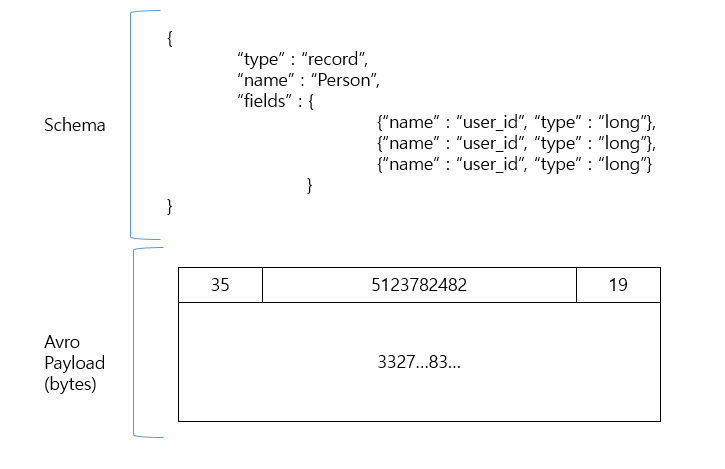 Schema
{
“type” : “record”,
“name” : “Person”,
“fields” : {
{“name” : “user_id”, “type” : “long”},
{“name” : “user_id”, “type” : “long”},
{“name” : “user_id”, “type” : “long”}
}
}
Avro
Payload
(bytes)
35 5123782482 19
3327...83...